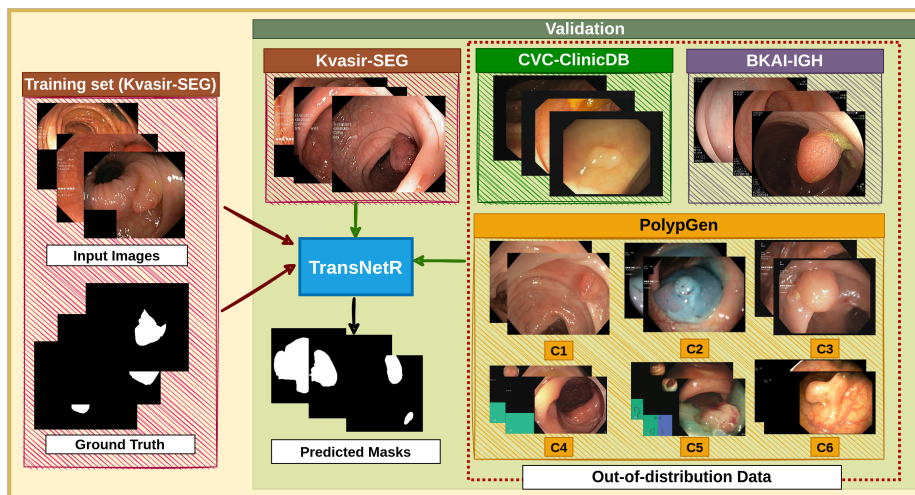 Validation
Training set (Kvasir-SEG)
Input Images
Ground Truth
Kvasir-SEG
TransNetR
Predicted Masks
CVC-ClinicDB
BKAI-IGH
PolypGen
C1
C2
C3
C4
C5
C6
Out-of-distribution Data